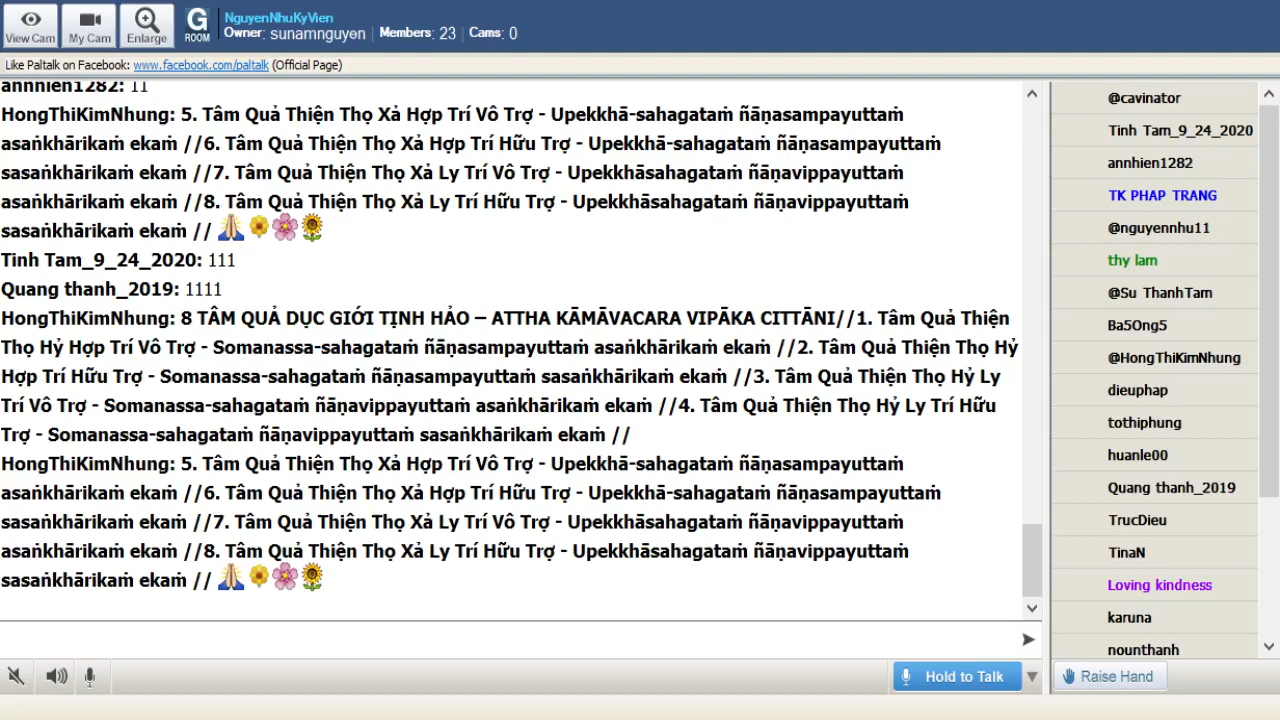 View Cam
My Cam
Enlarge
G
ROOM
NguyenNhuKyVien
Owner: sunamnguyen | Members: 23 | Cams: 0
Like Paltalk on Facebook: www.facebook.com/paltalk (Official Page)
annhien1282: 11
HongThiKimNhung: 5. Tâm Quả Thiện Thọ Xả Hợp Trí Vô Trợ - Upekkhā-sahagataṁ ñāṇasampayuttaṁ
asaṅkhārikaṁ ekaṁ //6. Tâm Quả Thiện Thọ Xả Hợp Trí Hữu Trợ - Upekkhā-sahagataṁ ñāṇasampayuttaṁ
sasaṅkhārikaṁ ekaṁ //7. Tâm Quả Thiện Thọ Xả Ly Trí Vô Trợ - Upekkhāsahagataṁ ñāṇavippayuttaṁ
asaṅkhārikaṁ ekaṁ //8. Tâm Quả Thiện Thọ Xả Ly Trí Hữu Trợ - Upekkhāsahagataṁ ñāṇavippayuttaṁ
sasaṅkhārikaṁ ekaṁ // 🙏🌼🌸🌻
Tinh Tam_9_24_2020: 111
Quang thanh_2019: 1111
HongThiKimNhung: 8 TÂM QUẢ DỤC GIỚI TỊNH HẢO – ATTHA KĀMĀVACARA VIPĀKA CITTĀNI//1. Tâm Quả Thiện
Thọ Hỷ Hợp Trí Vô Trợ - Somanassa-sahagataṁ ñāṇasampayuttaṁ asaṅkhārikaṁ ekaṁ //2. Tâm Quả Thiện Thọ Hỷ
Hợp Trí Hữu Trợ - Somanassa-sahagataṁ ñāṇasampayuttaṁ sasaṅkhārikaṁ ekaṁ //3. Tâm Quả Thiện Thọ Hỷ Ly
Trí Vô Trợ - Somanassa-sahagataṁ ñāṇavippayuttaṁ asaṅkhārikaṁ ekaṁ //4. Tâm Quả Thiện Thọ Hỷ Ly Trí Hữu
Trợ - Somanassa-sahagataṁ ñāṇavippayuttaṁ sasaṅkhārikaṁ ekaṁ //
HongThiKimNhung: 5. Tâm Quả Thiện Thọ Xả Hợp Trí Vô Trợ - Upekkhā-sahagataṁ ñāṇasampayuttaṁ
asaṅkhārikaṁ ekaṁ //6. Tâm Quả Thiện Thọ Xả Hợp Trí Hữu Trợ - Upekkhā-sahagataṁ ñāṇasampayuttaṁ
sasaṅkhārikaṁ ekaṁ //7. Tâm Quả Thiện Thọ Xả Ly Trí Vô Trợ - Upekkhāsahagataṁ ñāṇavippayuttaṁ
asaṅkhārikaṁ ekaṁ //8. Tâm Quả Thiện Thọ Xả Ly Trí Hữu Trợ - Upekkhāsahagataṁ ñāṇavippayuttaṁ
sasaṅkhārikaṁ ekaṁ // 🙏🌼🌸🌻
@cavinator
Tinh Tam_9_24_2020
annhien1282
TK PHAP TRANG
@nguyennhu11
thy lam
@Su ThanhTam
Ba5Ong5
@HongThiKimNhung
dieuphap
tothiphung
huanle00
Quang thanh_2019
TrucDieu
TinaN
Loving kindness
karuna
nounthanh
Hold to Talk
Raise Hand